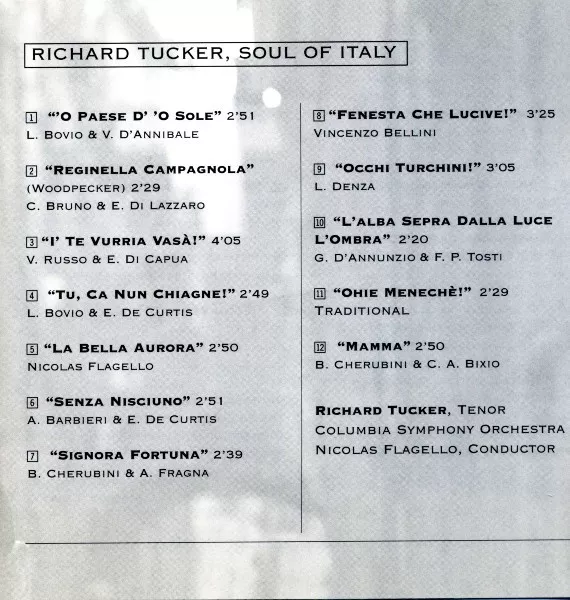 RICHARD TUCKER, SOUL OF ITALY
1 "'O PAESE D' 'O SOLE" 2'51
L. BOVIO & V. D'ANNIBALE
2 "REGINELLA CAMPAGNOLA"
(WOODPECKER) 2'29
C. BRUNO & E. DI LAZZARO
3 "I' TE VURRIA VASÀ!" 4'05
V. RUSSO & E. DI CAPUA
4 "TU, CA NUN CHIAGNE!" 2'49
L. BOVIO & E. DE CURTIS
5 "LA BELLA AURORA" 2'50
NICOLAS FLAGELLO
6 "SENZA NISCIUNO" 2'51
A. BARBIERI & E. DE CURTIS
7 "SIGNORA FORTUNA" 2'39
B. CHERUBINI & A. FRAGNA
8 "FENESTA CHE LUCIVE!" 3'25
VINCENZO BELLINI
9 "OCCHI TURCHINI!" 3'05
L. DENZA
10 "L'ALBA SEPRA DALLA LUCE
L'OMBRA" 2'20
G. D'ANNUNZIO & F. P. TOSTI
11 "OHIE MENECHÈ!" 2'29
TRADITIONAL
12 "MAMMA" 2'50
B. CHERUBINI & C. A. BIXIO
RICHARD TUCKER, TENOR
COLUMBIA SYMPHONY ORCHESTRA
NICOLAS FLAGELLO, CONDUCTOR